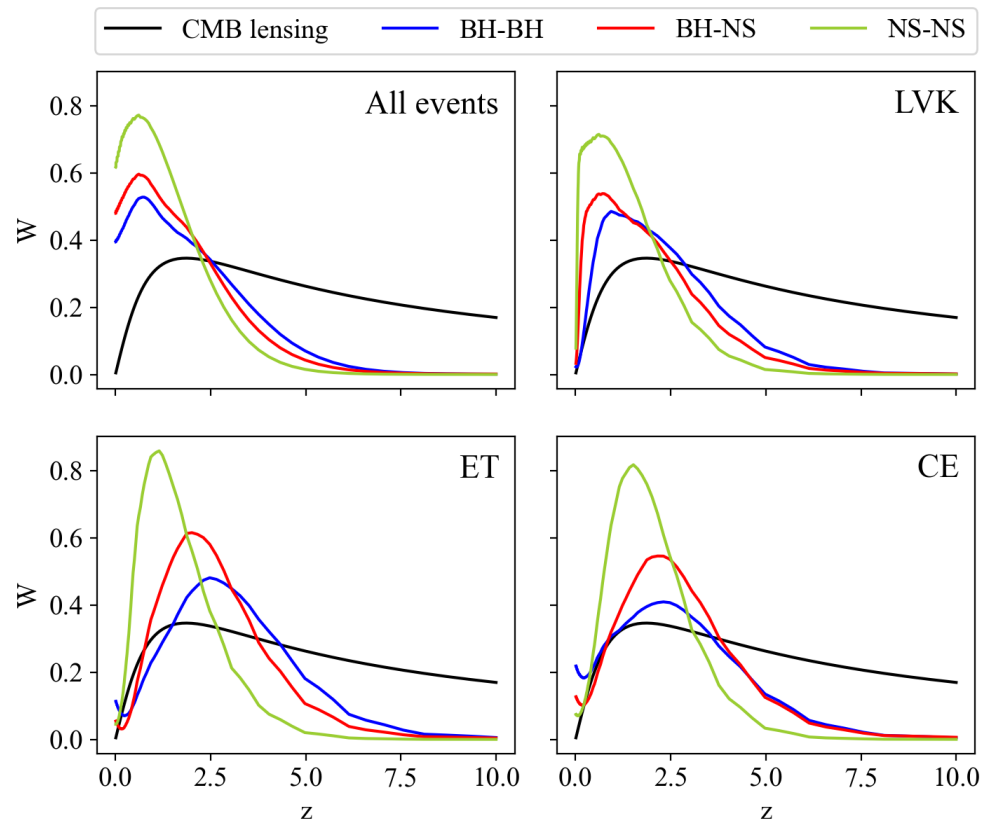 CMB lensing BH-BH BH-NS NS-NS
All events LVK
0.8
0.6
0.4
0.2
0.0
W
ET CE
0.8
0.6
0.4
0.2
0.0
W
0.0 2.5 5.0 7.5 10.0 0.0 2.5 5.0 7.5 10.0
z z